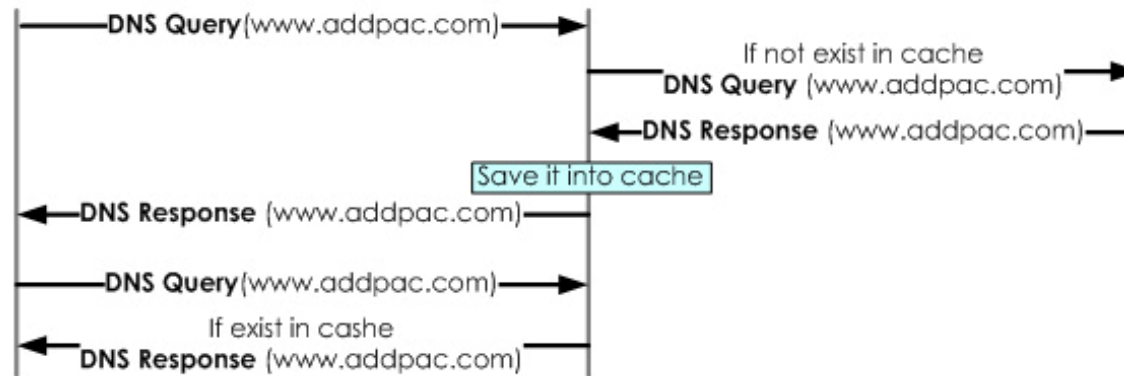 DNS Query(www.addpac.com)
If not exist in cache
DNS Query (www.addpac.com)
DNS Response (www.addpac.com)
Save it into cache
DNS Response (www.addpac.com)
DNS Query(www.addpac.com)
If exist in cashe
DNS Response (www.addpac.com)